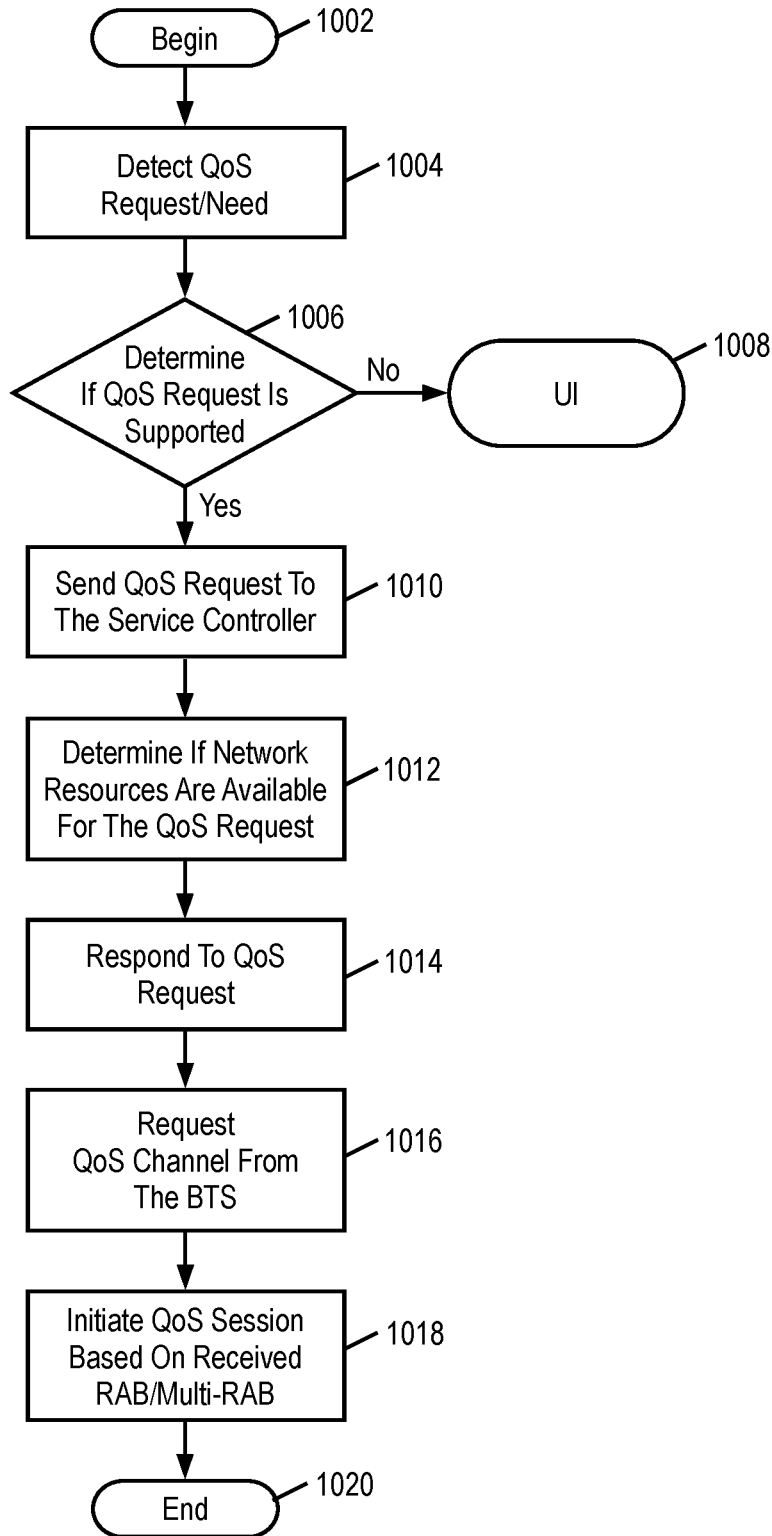 Begin
1002
Detect QoS
Request/Need
1004
1006
Determine
If QoS Request Is
Supported
No
UI
1008
Yes
Send QoS Request To
The Service Controller
1010
Determine If Network
Resources Are Available
For The QoS Request
1012
Respond To QoS
Request
1014
Request
QoS Channel From
The BTS
1016
Initiate QoS Session
Based On Received
RAB/Multi-RAB
1018
End
1020